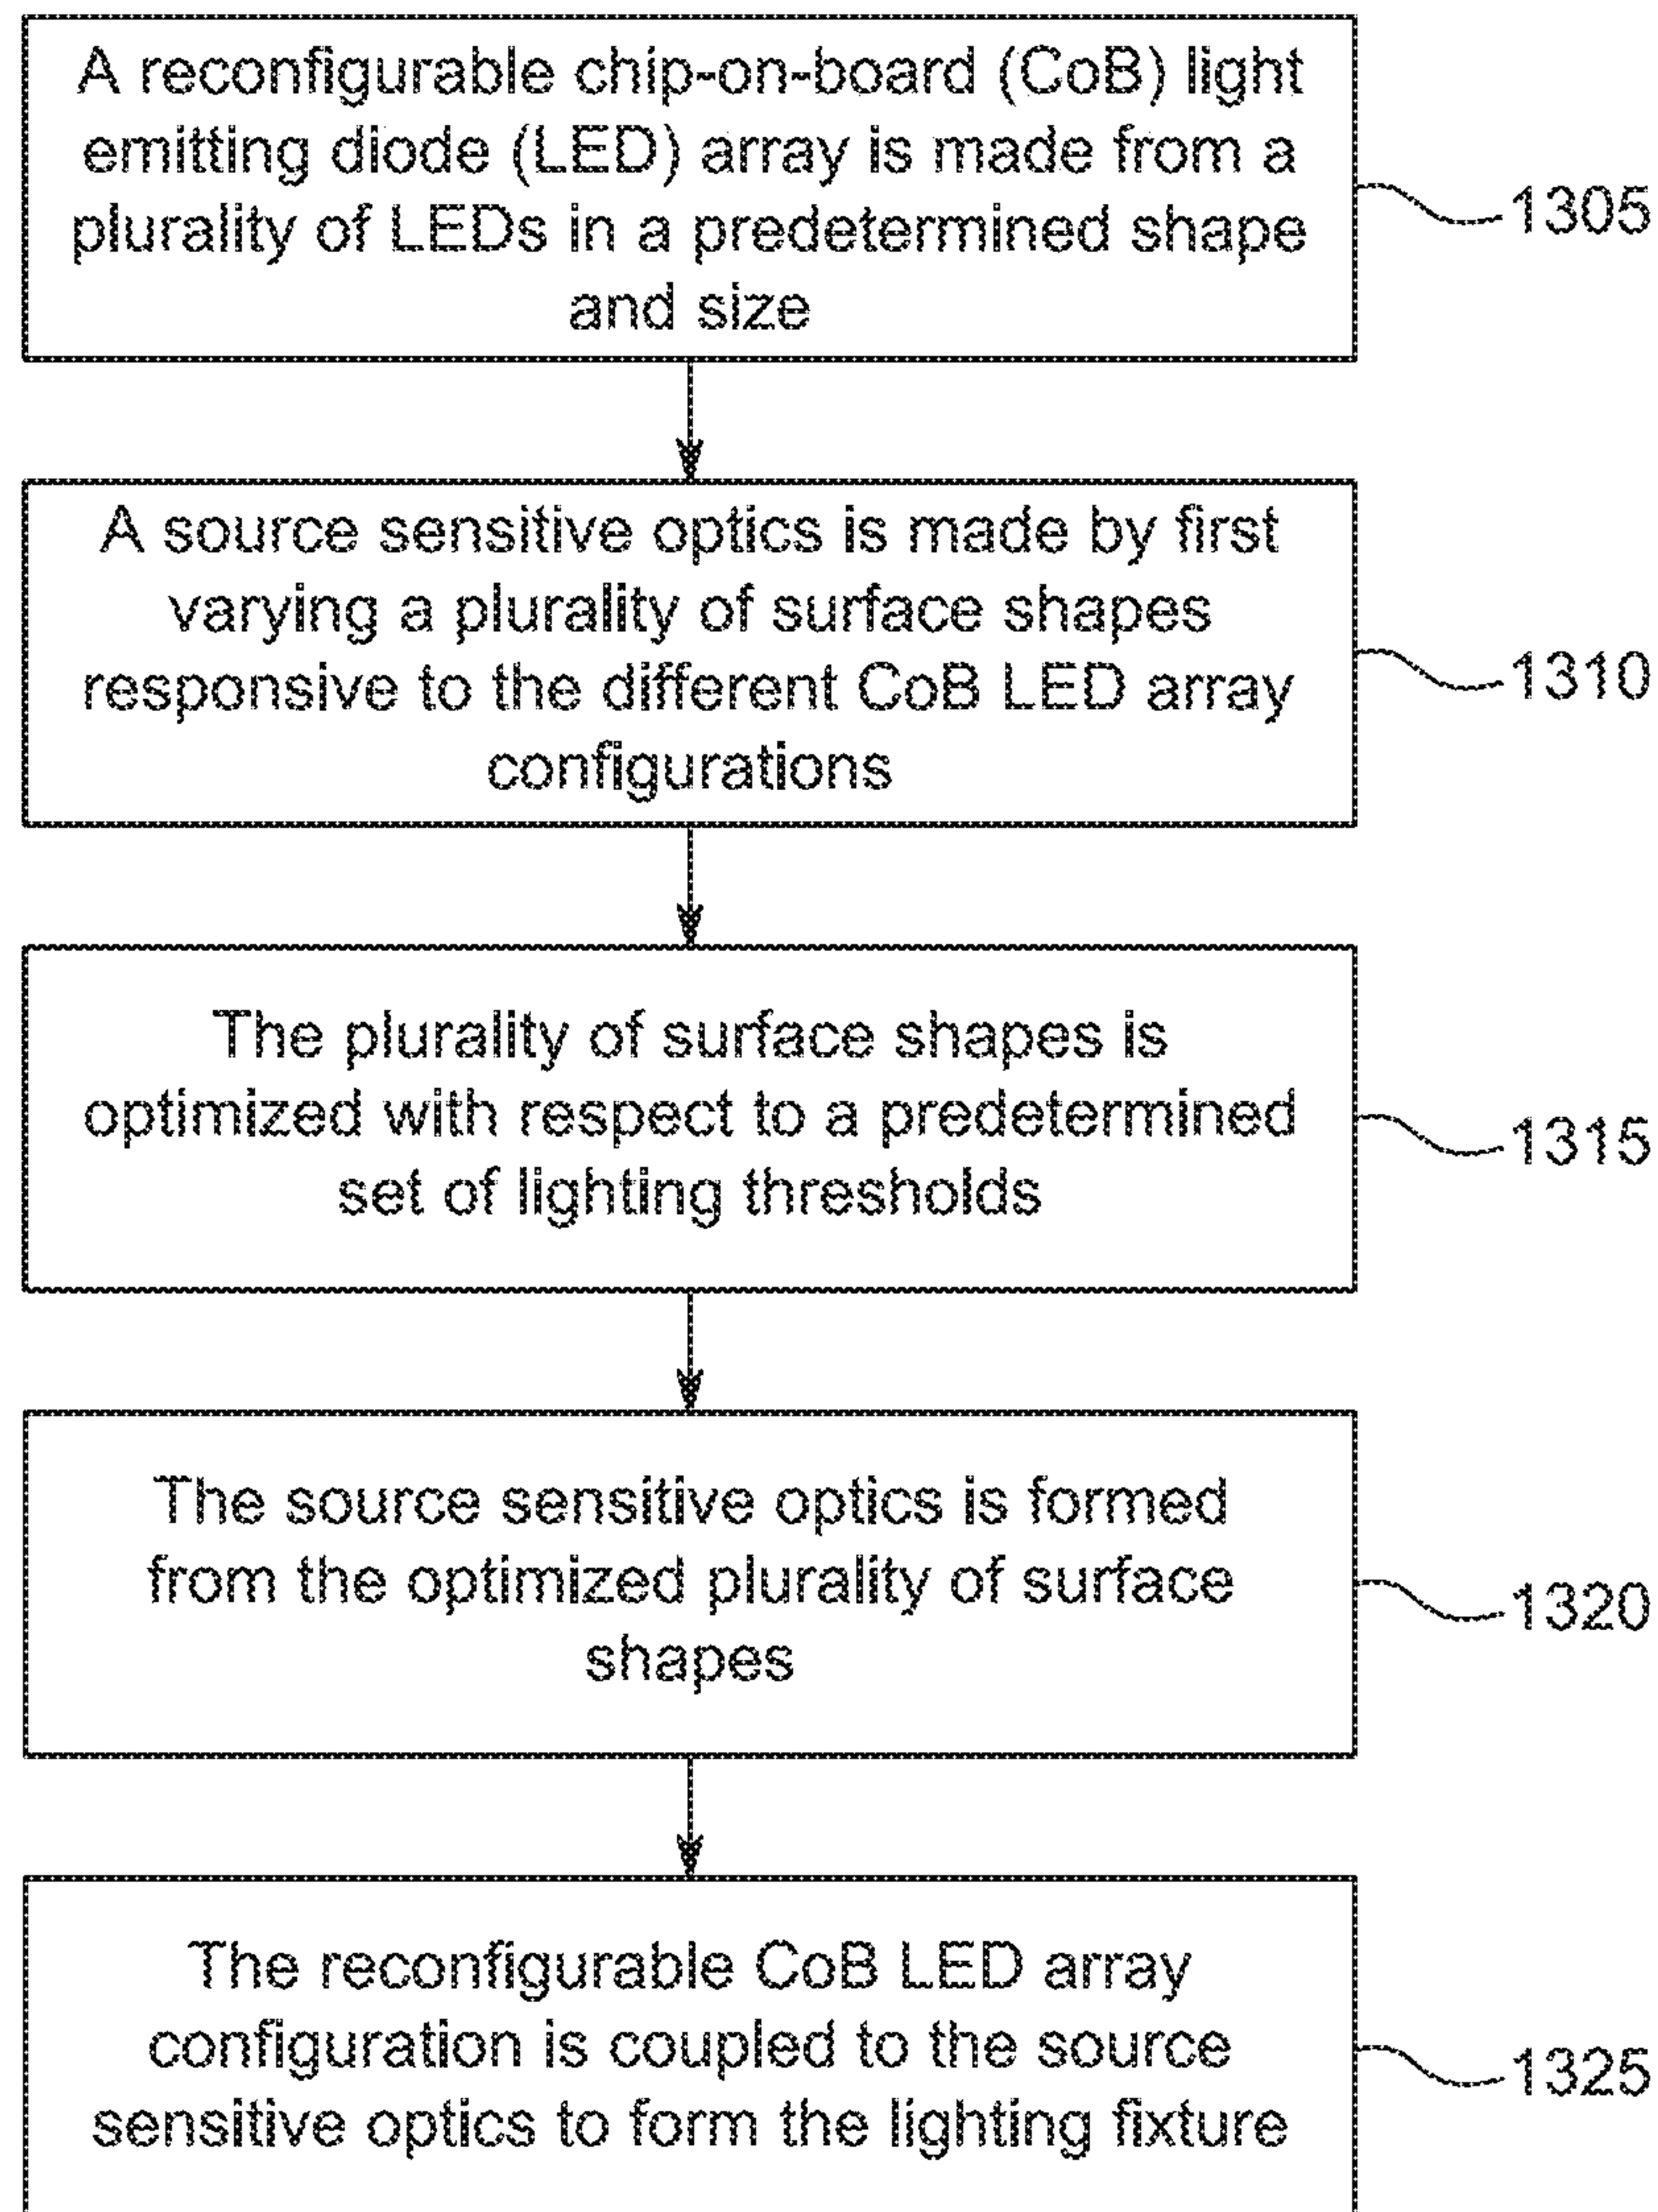 A reconfigurable chip-on-board (CoB) light
emitting diode (LED) array is made from a
plurality of LEDs in a predetermined shape
and size
1305
A source sensitive optics is made by first
varying a plurality of surface shapes
responsive to the different CoB LED array
configurations
1310
The plurality of surface shapes is
optimized with respect to a predetermined
set of lighting thresholds
1315
The source sensitive optics is formed
from the optimized plurality of surface
shapes
1320
The reconfigurable CoB LED array
configuration is coupled to the source
sensitive optics to form the lighting fixture
1325